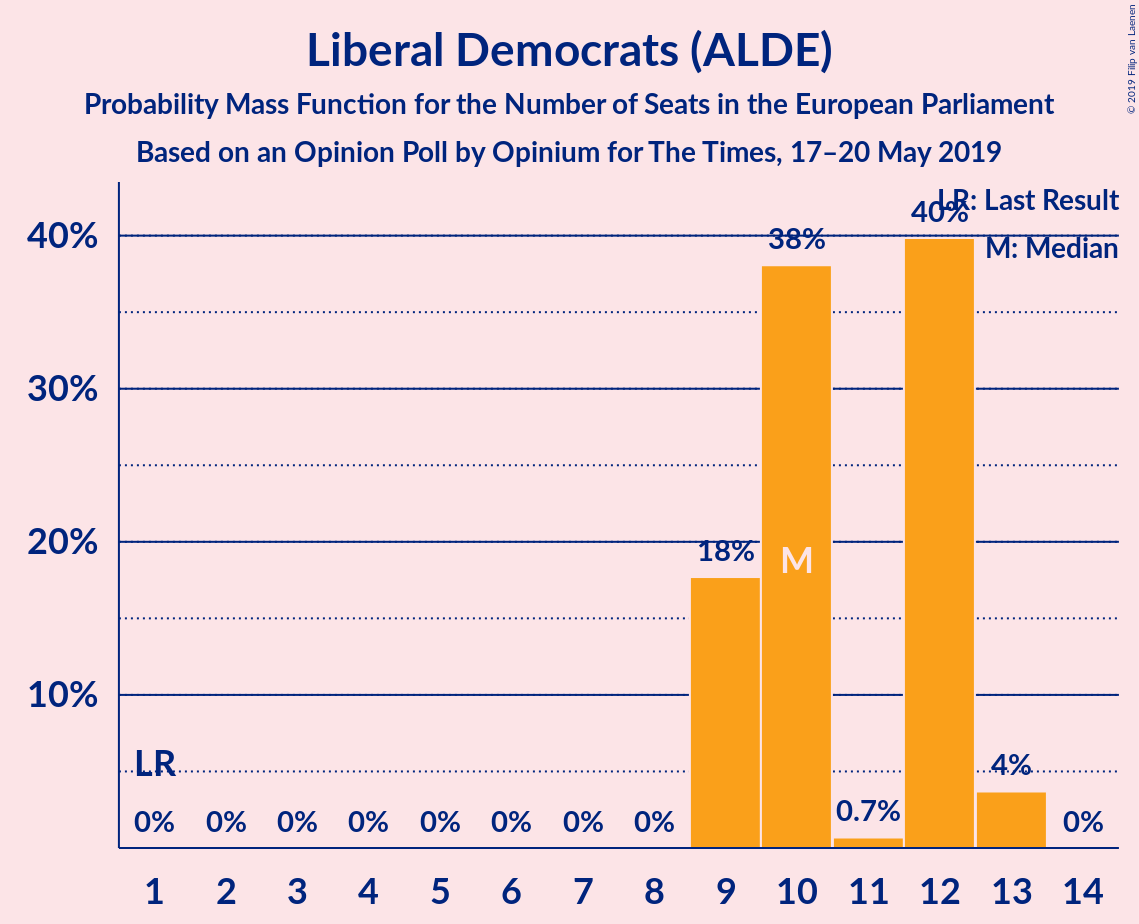 © 2019 Filip van Laenen
Liberal Democrats (ALDE)
Probability Mass Function for the Number of Seats in the European Parliament
Based on an Opinion Poll by Opinium for The Times, 17–20 May 2019
LR: Last Result
M: Median
40%
30%
20%
10%
LR
M
0% 0% 0% 0% 0% 0% 0% 0% 18% 38% 0.7% 40% 4% 0%
1 2 3 4 5 6 7 8 9 10 11 12 13 14